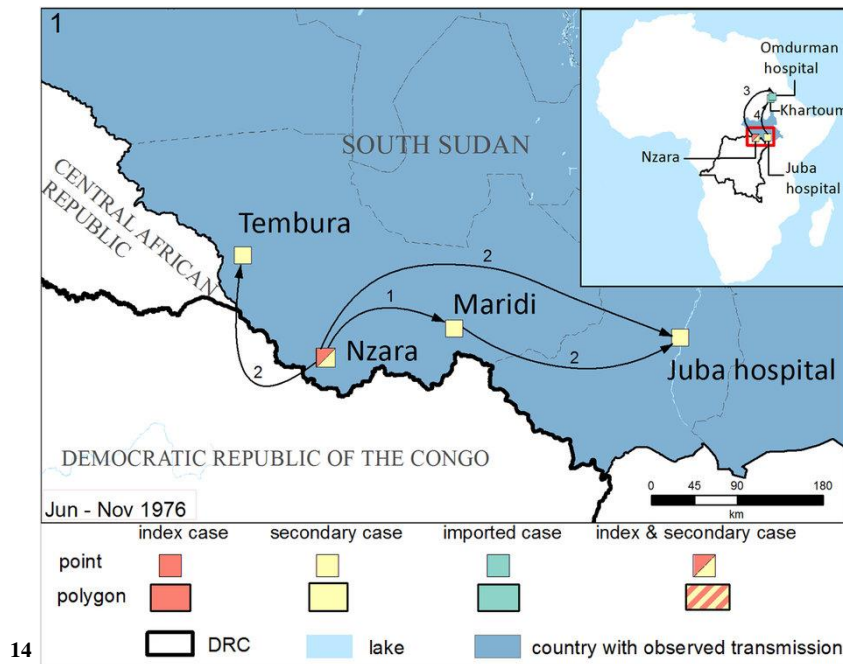 1
Omdurman
hospital
3
4
Khartoum
Nzara
Juba
hospital
SOUTH SUDAN
CENTRAL AFRICAN
REPUBLIC
Tembura
2
1
Maridi
Nzara
2
2
Juba hospital
DEMOCRATIC REPUBLIC OF THE CONGO
0 45 90 180
km
Jun - Nov 1976
index case secondary case imported case index & secondary case
point
polygon
14 DRC lake country with observed transmission